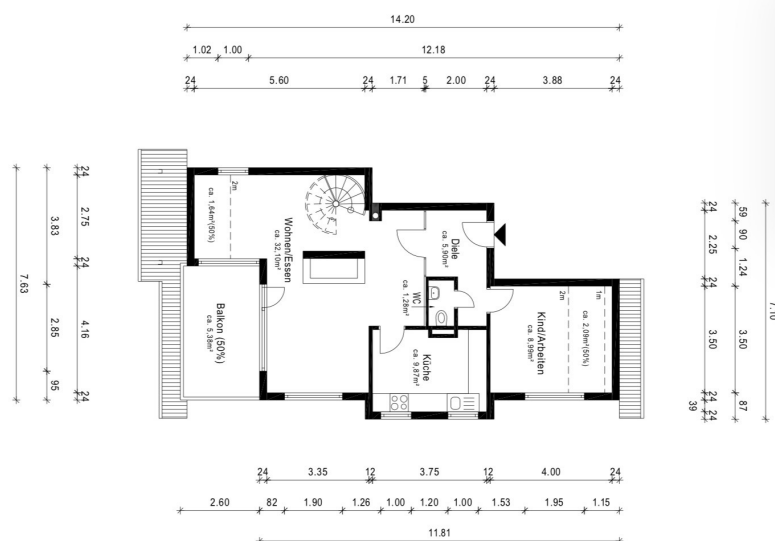 14.20
1.02 1.00 12.18
24 5.60 24 1.71 5 2.00 24 3.88 24
7.63
3.83 2.85 95
24 2.75 24 4.16 24
2m
ca. 1,64m²(50%)
Wohnen/Essen
ca. 32,10m²
Balkon (50%)
ca. 5,38m²
Diele
ca. 5,90m²
WC
ca. 1,28m²
Küche
ca. 9,87m²
Kind/Arbeiten
ca. 8,99m²
2m
1m
ca. 2,09m²(50%)
24 2.25 24 3.50 24 39 24
59 90 1.24 3.50 87
7.10
24 3.35 12 3.75 12 4.00 24
2.60 82 1.90 1.26 1.00 1.20 1.00 1.53 1.95 1.15
11.81